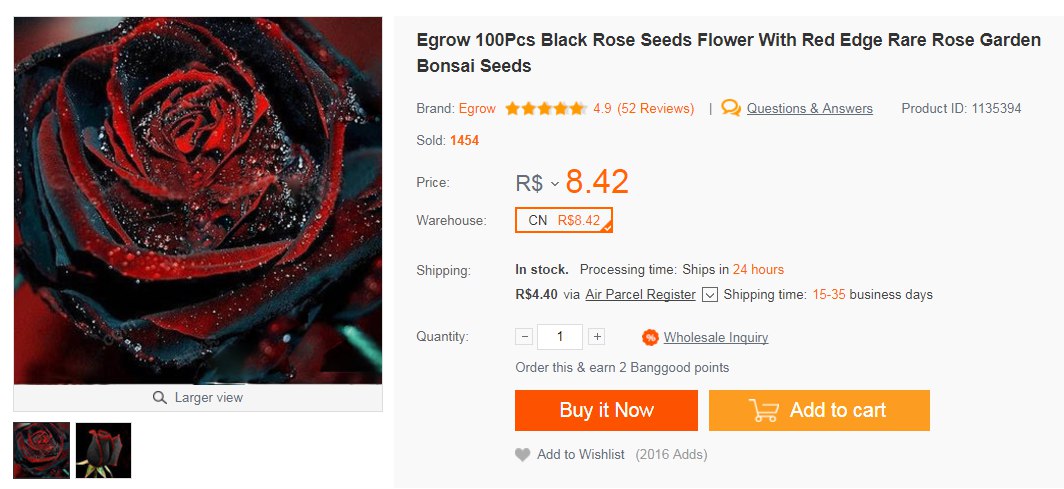 Egrow 100Pcs Black Rose Seeds Flower With Red Edge Rare Rose Garden
Bonsai Seeds
Brand: Egrow 4.9 (52 Reviews) | Questions & Answers Product ID: 1135394
Sold: 1454
Price: R$ 8.42
Warehouse: CN R$8.42
Shipping: In stock. Processing time: Ships in 24 hours
R$4.40 via Air Parcel Register Shipping time: 15-35 business days
Quantity: - 1 + Wholesale Inquiry
Order this & earn 2 Banggood points
Buy it Now Add to cart
Add to Wishlist (2016 Adds)
Larger view